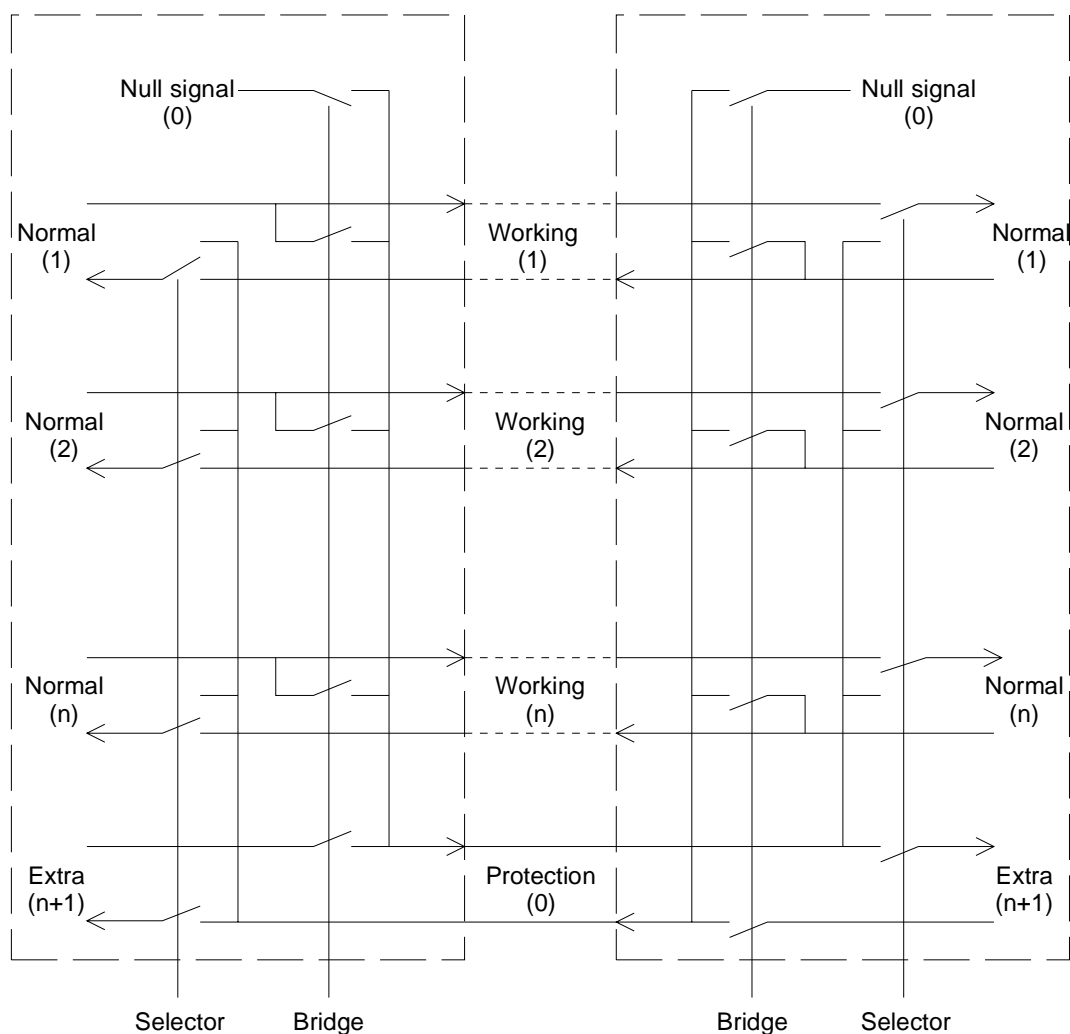 Null signal
(0)
Null signal
(0)
Normal
(1)
Working
(1)
Normal
(1)
Normal
(2)
Working
(2)
Normal
(2)
Normal
(n)
Working
(n)
Normal
(n)
Extra
(n+1)
Protection
(0)
Extra
(n+1)
Selector
Bridge
Bridge
Selector